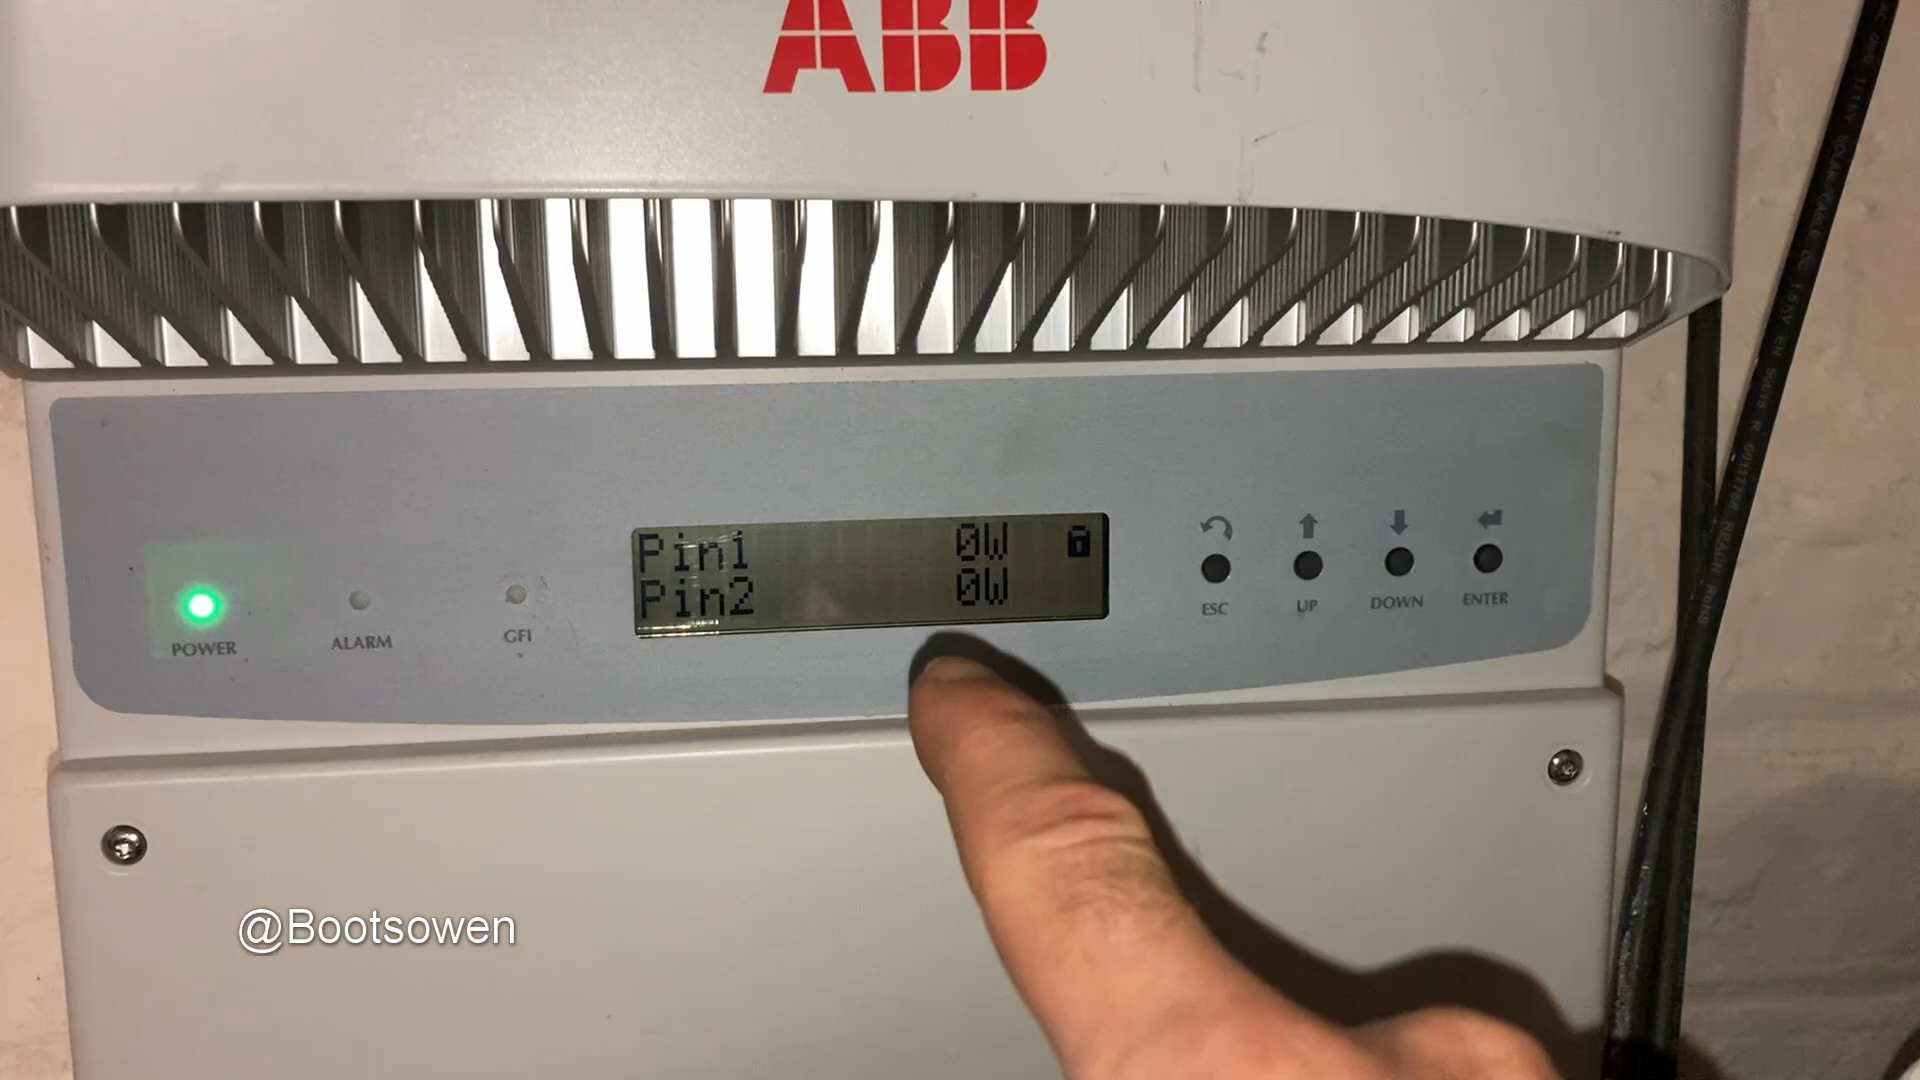 ABB
Pin1 0W
Pin2 0W
POWER
ALARM
GFI
ESC
UP
DOWN
ENTER
@Bootsowen